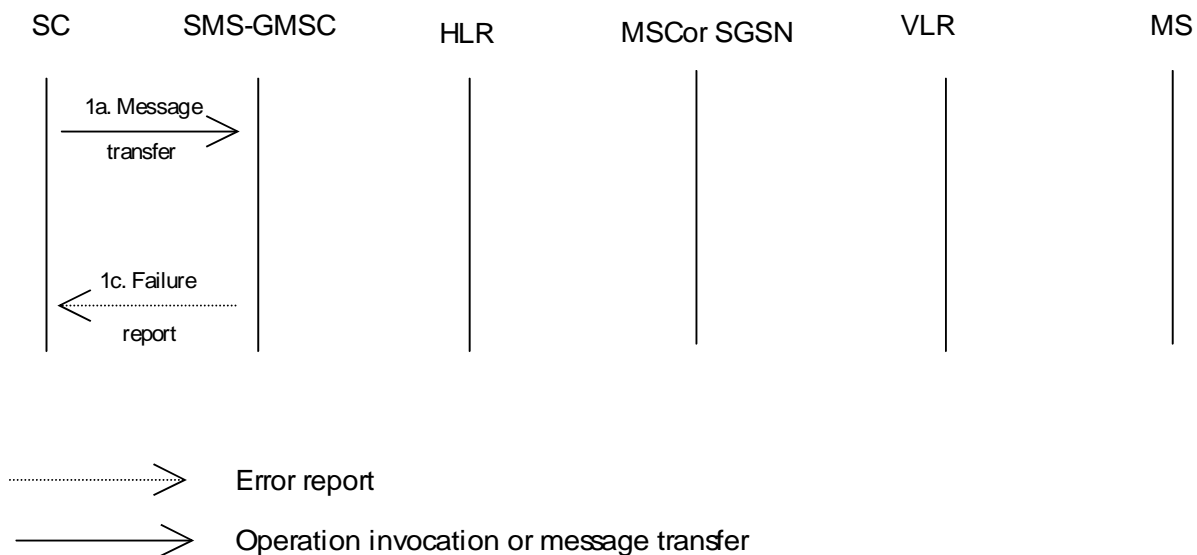 SC SMS-GMSC HLR MSCor SGSN VLR MS
1a. Message
transfer
1c. Failure
report
Error report
Operation invocation or message transfer